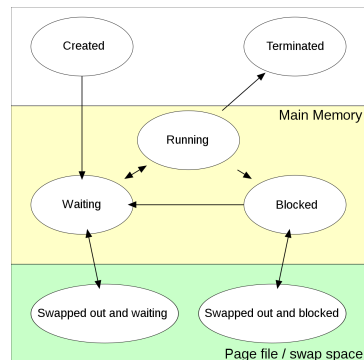 Created
Terminated
Main Memory
Running
Waiting
Blocked
Swapped out and waiting
Swapped out and blocked
Page file / swap space